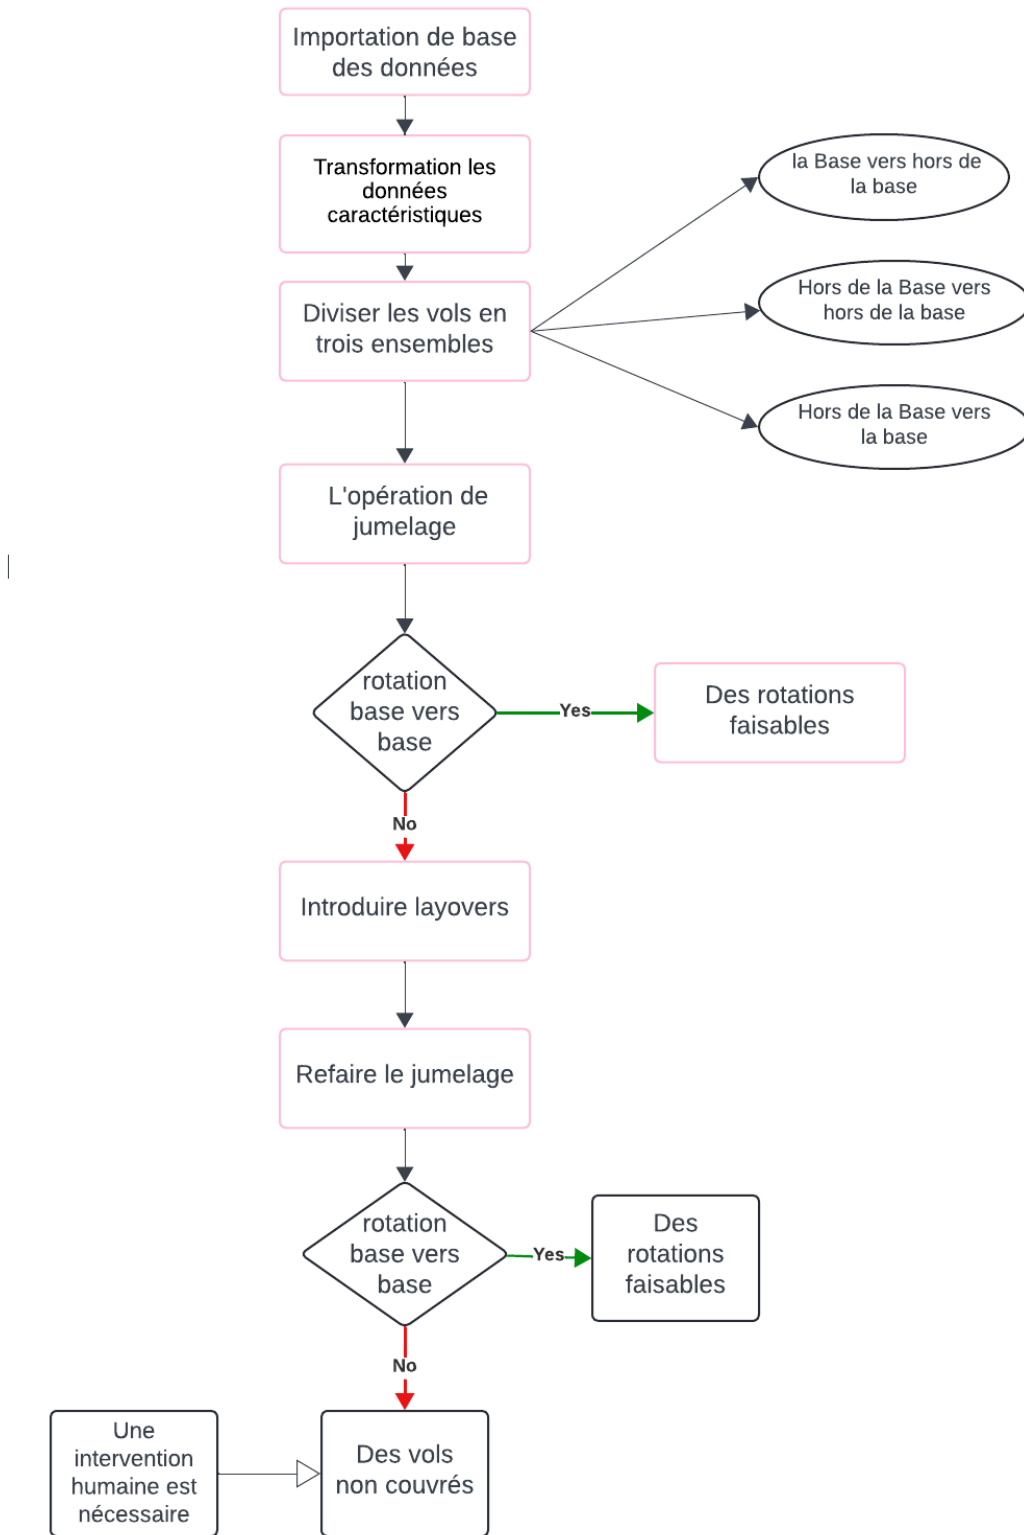 Importation de base
des données
Transformation les
données
caractéristiques
la Base vers hors de
la base
Diviser les vols en
trois ensembles
Hors de la Base vers
hors de la base
Hors de la Base vers
la base
L'opération de
jumelage
rotation
base vers
base
Yes
Des rotations
faisables
No
Introduire layovers
Refaire le jumelage
rotation
base vers
base
Yes
Des
rotations
faisables
No
Une
intervention
humaine est
nécessaire
Des vols
non couvrés